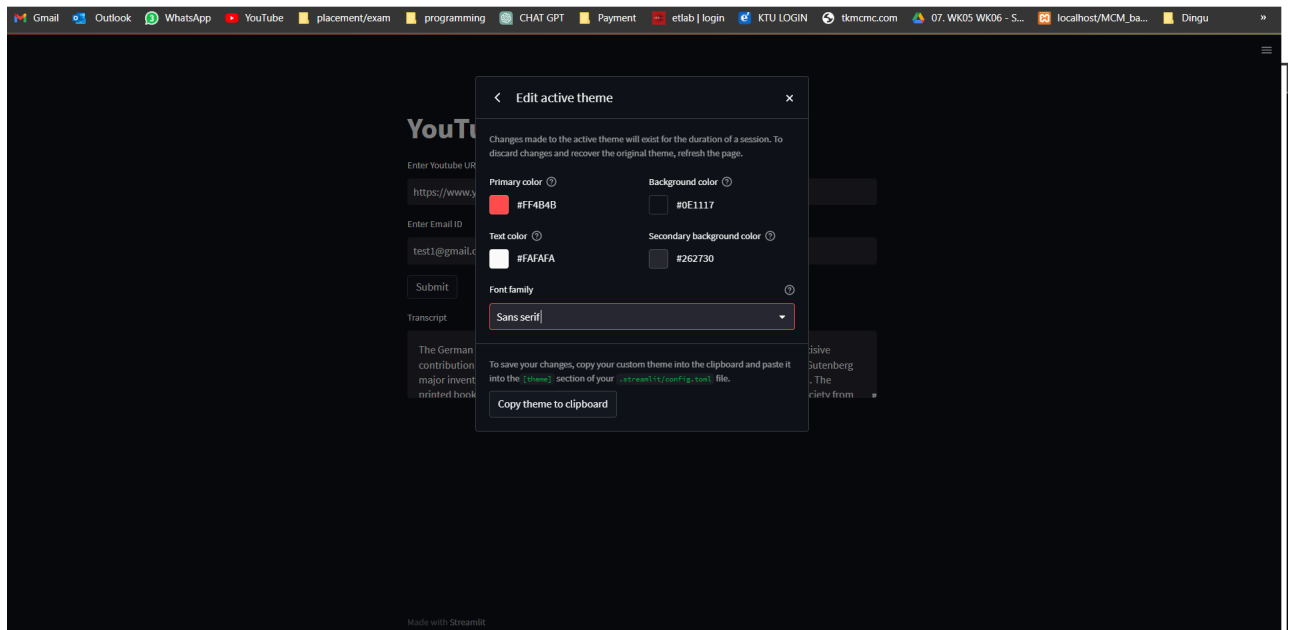 Gmail Outlook WhatsApp YouTube placement/exam programming CHAT GPT Payment etlab | login KTU LOGIN tkmcmc.com 07. WK05 WK06 - S... localhost/MCM_ba... Dingu »
Edit active theme
YouTu
Changes made to the active theme will exist for the duration of a session. To
discard changes and recover the original theme, refresh the page.
Enter Youtube UR
Primary color Background color
https://www.y
#FF4B4B #0E1117
Enter Email ID
Text color Secondary background color
test1@gmail.c
#FAFAFA #262730
Submit
Font family
Transcript
Sans serif
The German
contribution
major invent
printed book
cisive
Gutenberg
. The
ciety from
To save your changes, copy your custom theme into the clipboard and paste it
into the [theme] section of your .streamlit/config.toml file.
Copy theme to clipboard
Made with Streamlit